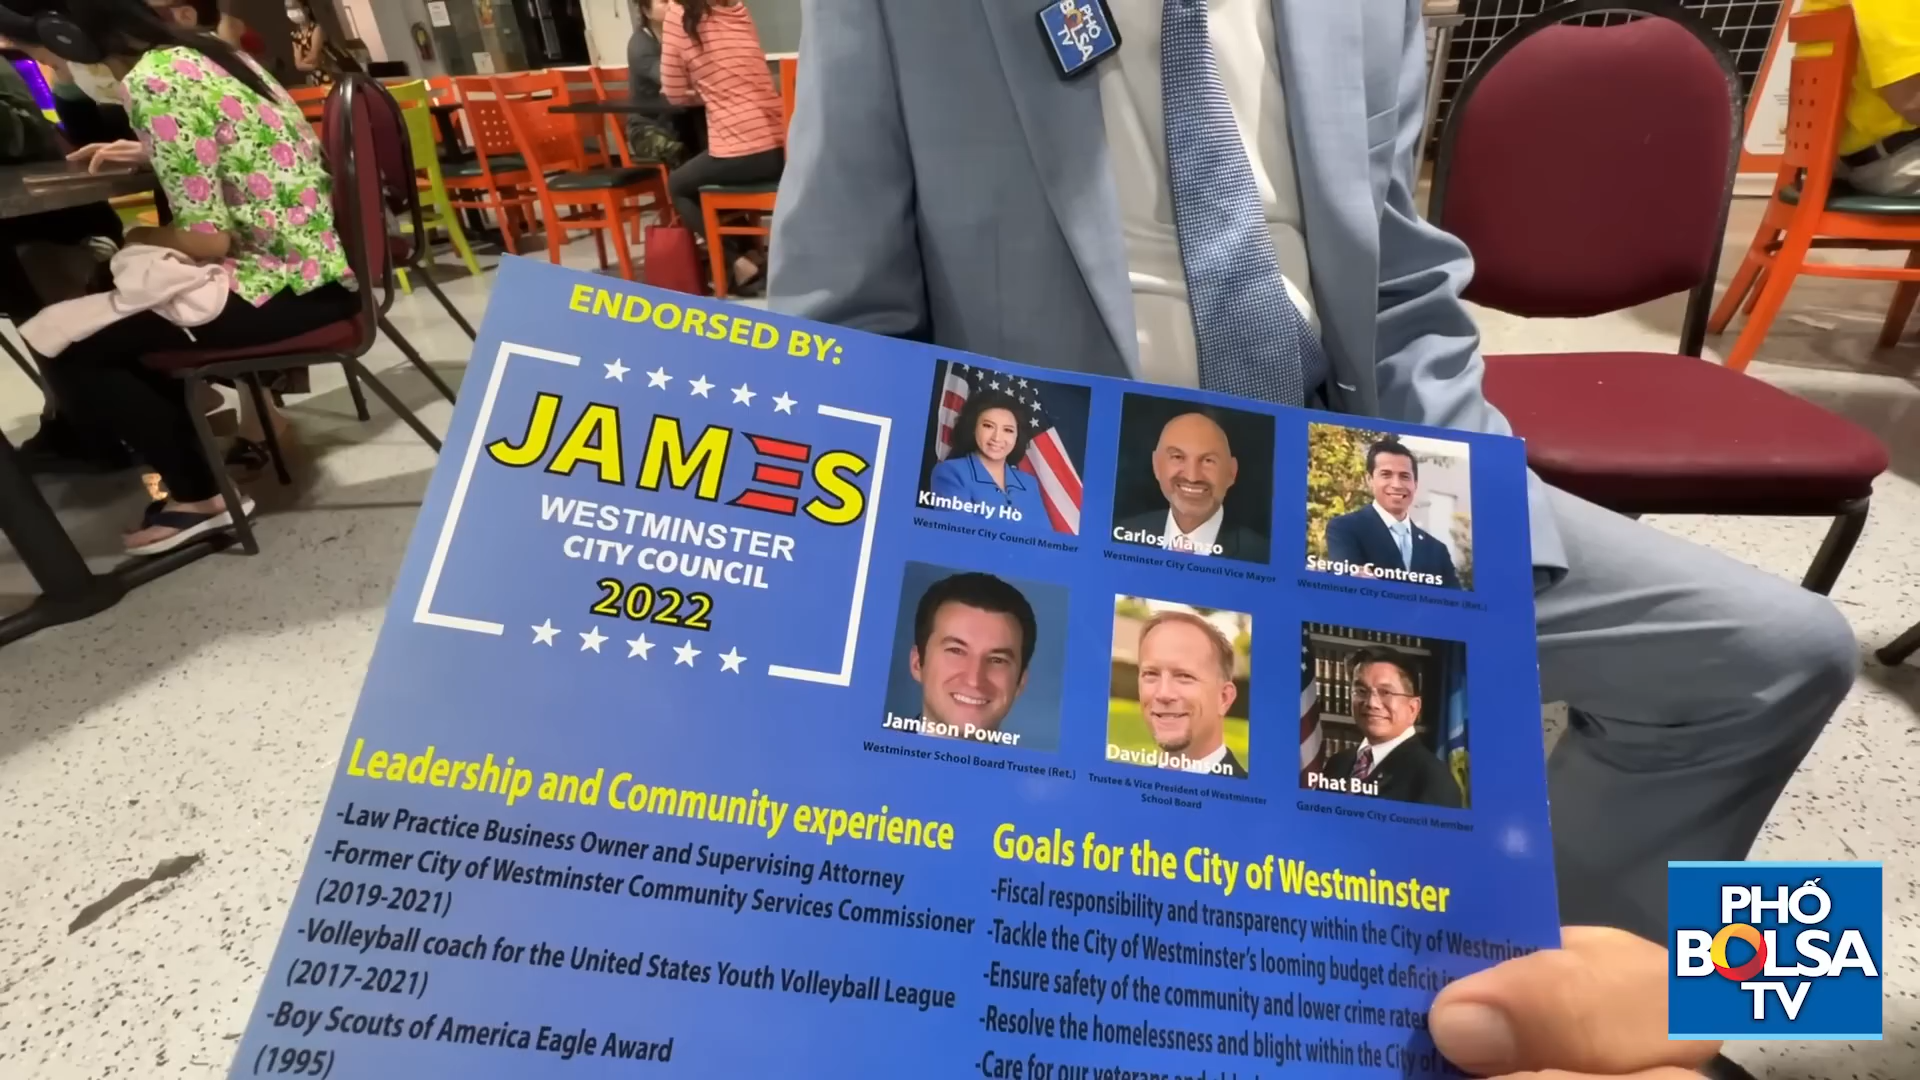 PHỐ
BOLSA
TV
ENDORSED BY:
JAMES
WESTMINSTER
CITY COUNCIL
2022
Kimberly Ho
Westminster City Council Member
Carlos Manzo
Westminster City Council Vice Mayor
Sergio Contreras
Westminster City Council Member (Ret.)
Jamison Power
Westminster School Board Trustee (Ret.)
David Johnson
Trustee & Vice President of Westminster
School Board
Phat Bui
Garden Grove City Council Member
Leadership and Community experience
-Law Practice Business Owner and Supervising Attorney
-Former City of Westminster Community Services Commissioner
(2019-2021)
-Volleyball coach for the United States Youth Volleyball League
(2017-2021)
-Boy Scouts of America Eagle Award
(1995)
Goals for the City of Westminster
-Fiscal responsibility and transparency within the City of
-Tackle the City of Westminster's looming budget deficit
-Ensure safety of the community and lower crime rates
-Resolve the homelessness and blight within the City of
-Care for our veterans and
PHỐ
BOLSA
TV